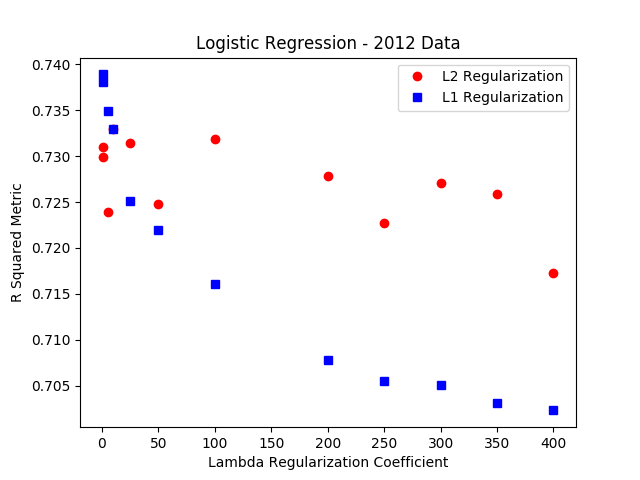 Logistic Regression - 2012 Data
L2 Regularization
L1 Regularization
R Squared Metric
0.740
0.735
0.730
0.725
0.720
0.715
0.710
0.705
0 50 100 150 200 250 300 350 400
Lambda Regularization Coefficient